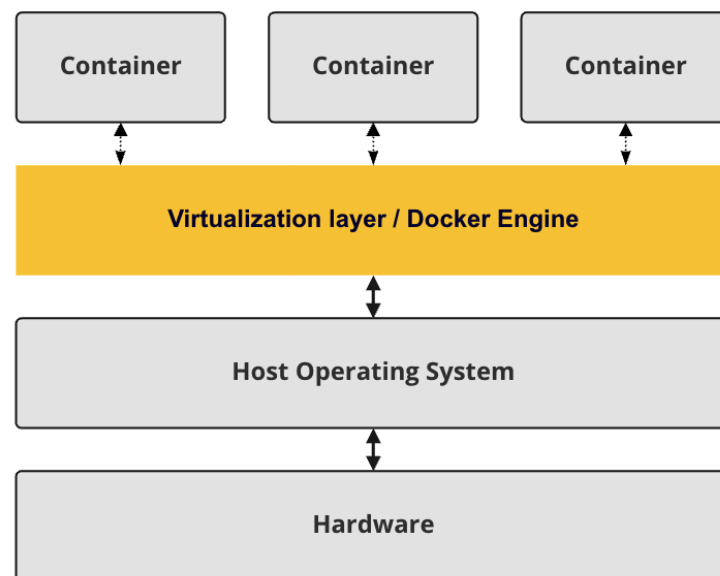 Container
Container
Container
Virtualization layer / Docker Engine
Host Operating System
Hardware